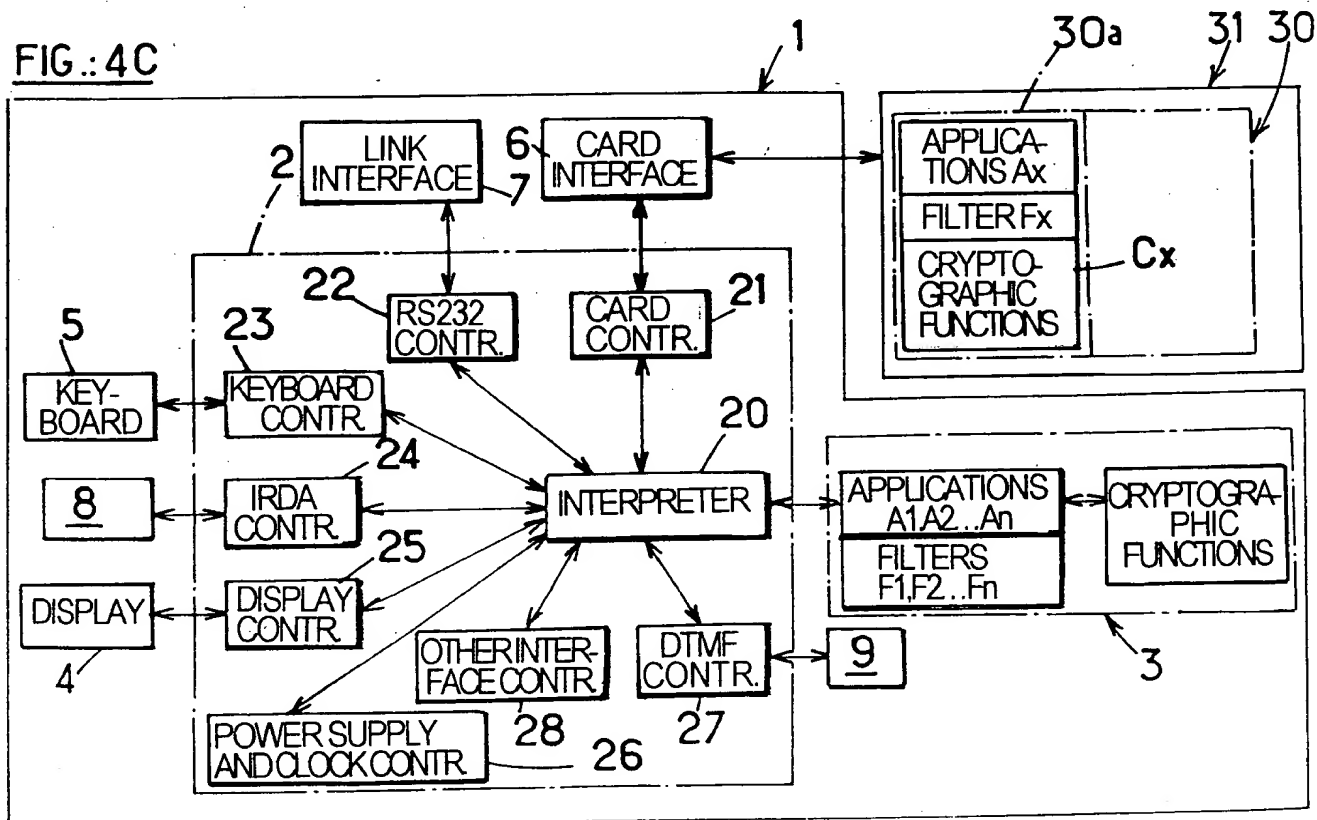 FIG.: 4C
1
30a
31
30
2
LINK
INTERFACE
7
6
CARD
INTERFACE
APPLICA-
TIONS Ax
FILTER Fx
CRYPTO-
GRAPHIC
FUNCTIONS
Cx
22
RS232
CONTR.
21
CARD
CONTR.
5
KEY-
BOARD
23
KEYBOARD
CONTR.
20
INTERPRETER
8
24
IRDA
CONTR.
APPLICATIONS
A1,A2...An
FILTERS
F1,F2...Fn
CRYPTOGRA-
PHIC
FUNCTIONS
3
DISPLAY
4
25
DISPLAY
CONTR.
OTHER INTER-
FACE CONTR.
28
DTMF
CONTR.
27
9
POWER SUPPLY
AND CLOCK CONTR.
26